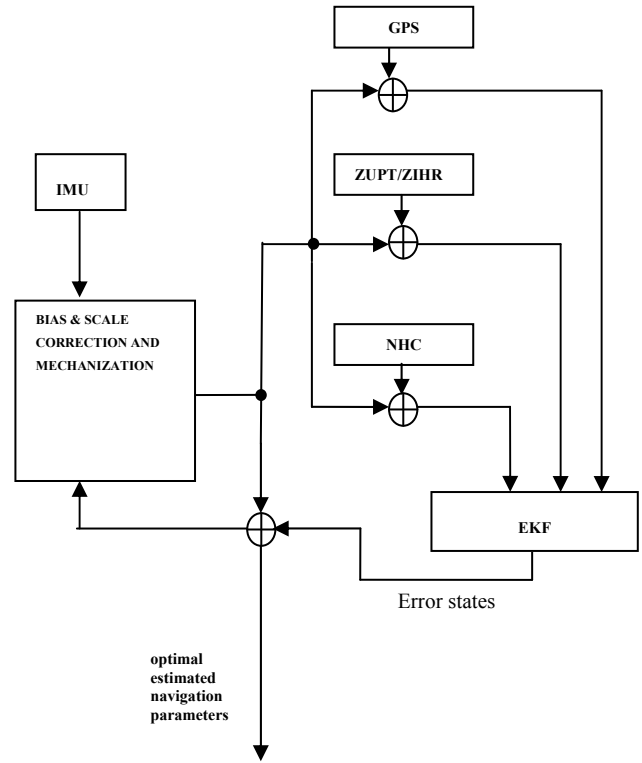 GPS
ZUPT/ZIHR
IMU
BIAS & SCALE
CORRECTION AND
MECHANIZATION
NHC
EKF
Error states
optimal
estimated
navigation
parameters